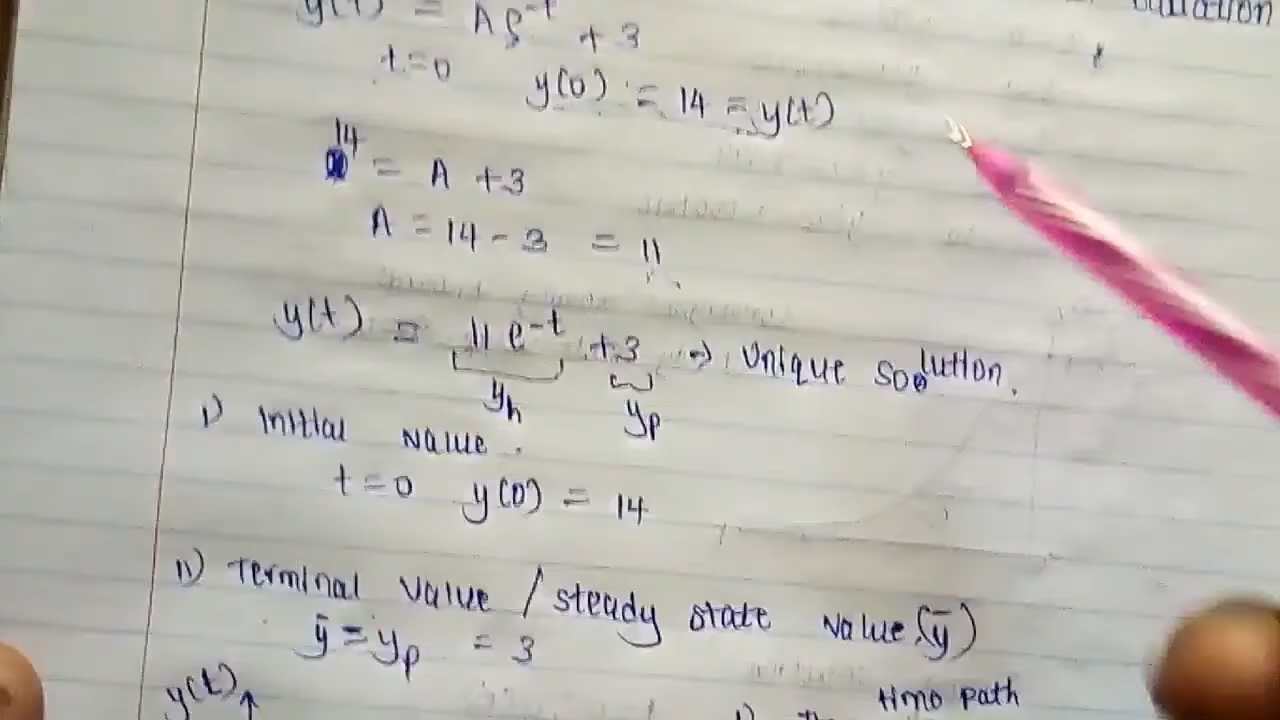 y(t) = Ae^-t + 3
t=0 y(0) = 14 = y(t)
14 = A + 3
A = 14 - 3 = 11
y(t) = 11 e^-t + 3 => Unique solution.
yh yp
i) Initial value.
t=0 y(0) = 14
ii) Terminal value / steady state value (ȳ)
ȳ = yp = 3
y(t)
time path